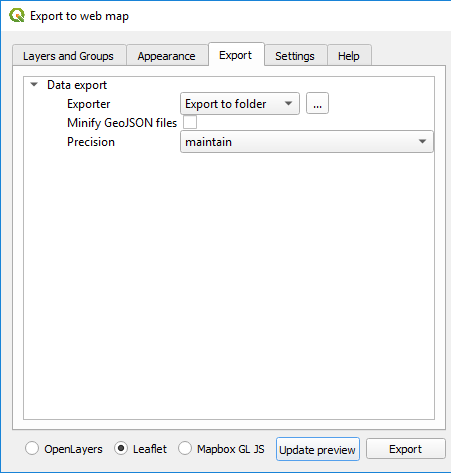 Export to web map
Layers and Groups Appearance Export Settings Help
Data export
Exporter Export to folder ...
Minify GeoJSON files
Precision maintain
OpenLayers Leaflet Mapbox GL JS Update preview Export